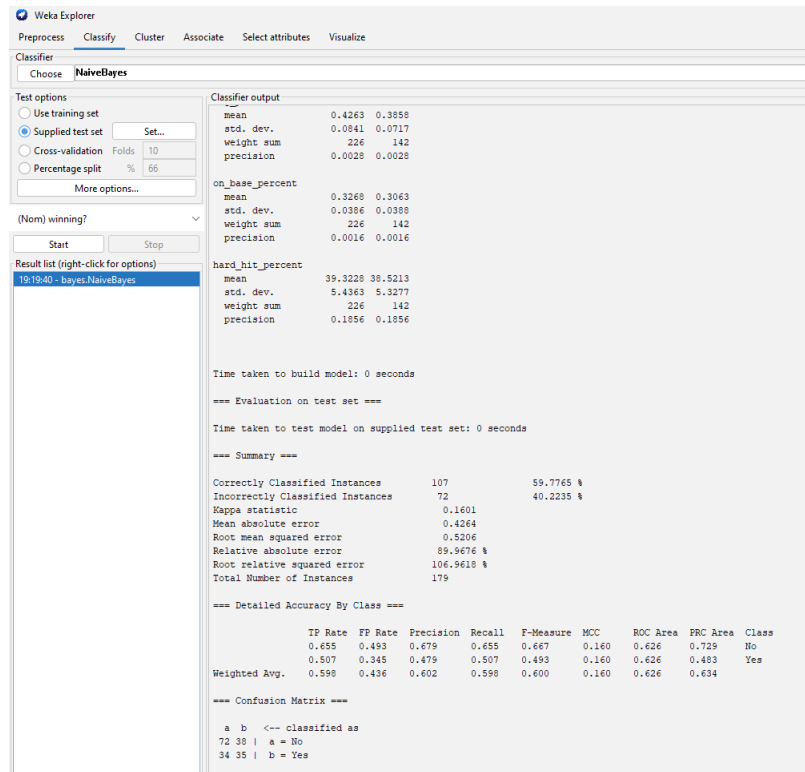 Weka Explorer
Preprocess Classify Cluster Associate Select attributes Visualize
Classifier
Choose NaiveBayes
Test options
Use training set
Supplied test set Set...
Cross-validation Folds 10
Percentage split % 66
More options...
(Nom) winning?
Start Stop
Result list (right-click for options)
19:19:40 - bayes.NaiveBayes
Classifier output
mean 0.4263 0.3858
std. dev. 0.0841 0.0717
weight sum 226 142
precision 0.0028 0.0028
on_base_percent
mean 0.3268 0.3063
std. dev. 0.0386 0.0388
weight sum 226 142
precision 0.0016 0.0016
hard_hit_percent
mean 39.3228 38.5213
std. dev. 5.4363 5.3277
weight sum 226 142
precision 0.1856 0.1856
Time taken to build model: 0 seconds
=== Evaluation on test set ===
Time taken to test model on supplied test set: 0 seconds
=== Summary ===
Correctly Classified Instances 107 59.7765 %
Incorrectly Classified Instances 72 40.2235 %
Kappa statistic 0.1601
Mean absolute error 0.4264
Root mean squared error 0.5206
Relative absolute error 89.9676 %
Root relative squared error 106.9618 %
Total Number of Instances 179
=== Detailed Accuracy By Class ===
TP Rate FP Rate Precision Recall F-Measure MCC ROC Area PRC Area Class
0.655 0.493 0.679 0.655 0.667 0.160 0.626 0.729 No
0.507 0.345 0.479 0.507 0.493 0.160 0.626 0.483 Yes
Weighted Avg. 0.598 0.436 0.602 0.598 0.600 0.160 0.626 0.634
=== Confusion Matrix ===
a b <-- classified as
72 38 | a = No
34 35 | b = Yes